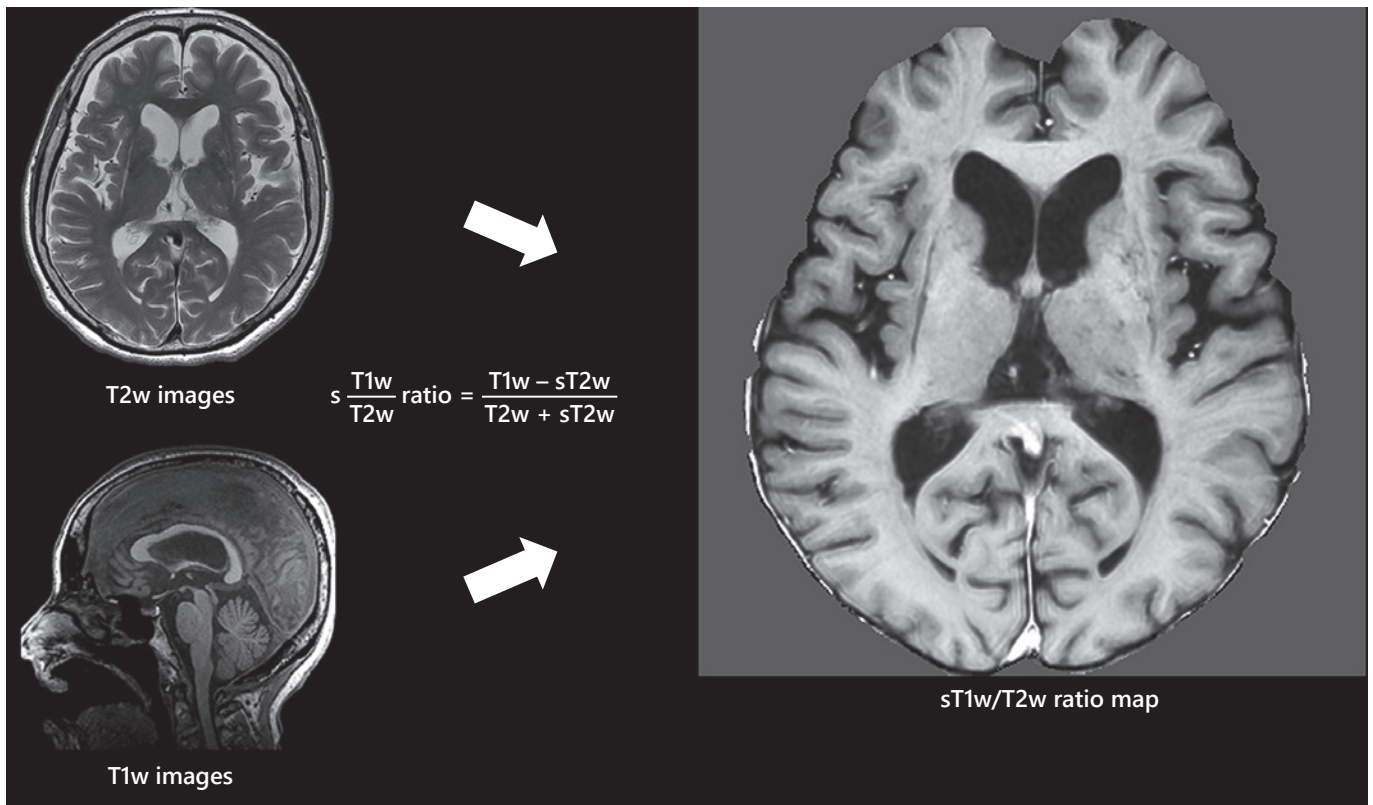 T2w images
s T1w/T2w ratio = T1w – sT2w/T2w + sT2w
T1w images
sT1w/T2w ratio map